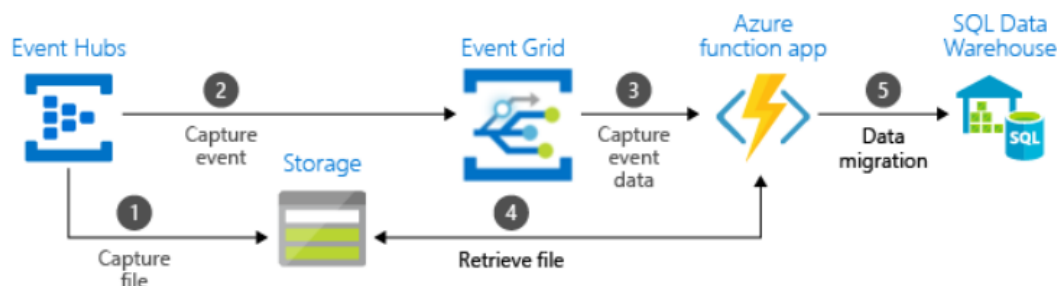 Event Hubs
2
Capture
event
Event Grid
3
Capture
event
data
Azure
function app
5
Data
migration
SQL Data
Warehouse
SQL
Storage
1
Capture
file
4
Retrieve file